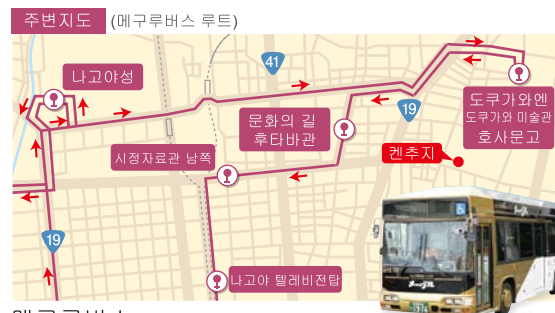 주변지도 (메구루버스 루트)
나고야성
41
19
도쿠가와엔
도쿠가와 미술관
호사문고
문화의 길
후타바관
켄추지
시정자료관 남쪽
19
나고야 텔레비전탑